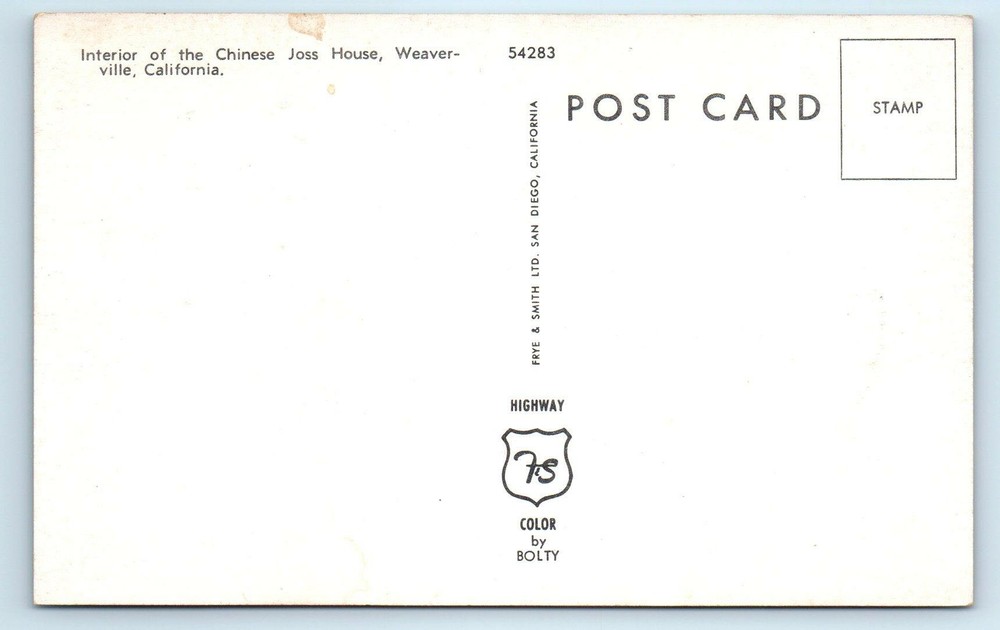 Interior of the Chinese Joss House, Weaver-
ville, California.
54283
POST CARD
STAMP
FRYE & SMITH LTD. SAN DIEGO, CALIFORNIA
HIGHWAY
FS
COLOR
by
BOLTY